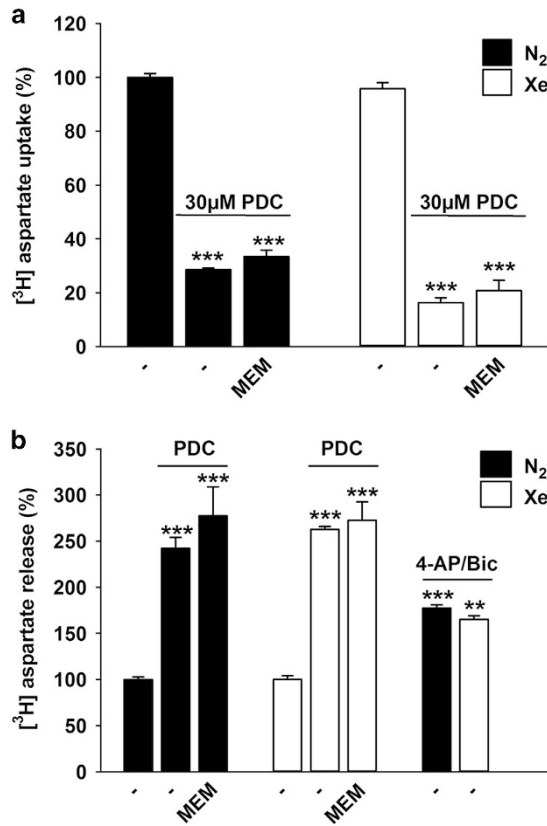 a
[³H] aspartate uptake (%)
120
100
80
60
40
20
0
N₂
Xe
30µM PDC
30µM PDC
***
***
***
***
-
-
MEM
-
-
MEM
b
[³H] aspartate release (%)
350
300
250
200
150
100
50
0
PDC
PDC
N₂
Xe
4-AP/Bic
***
***
***
***
***
**
-
-
MEM
-
-
MEM
-
-